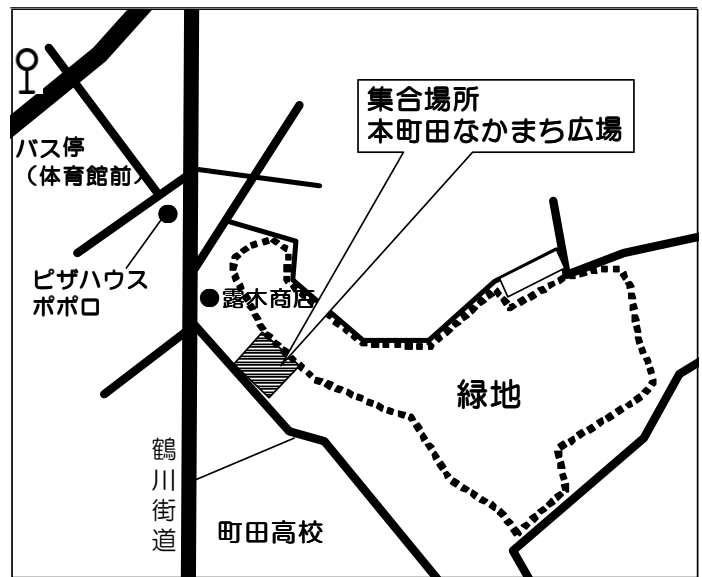 集合場所
本町田なかまち広場
バス停
（体育館前）
ピザハウス
ポポロ
露木商店
緑地
鶴川街道
町田高校